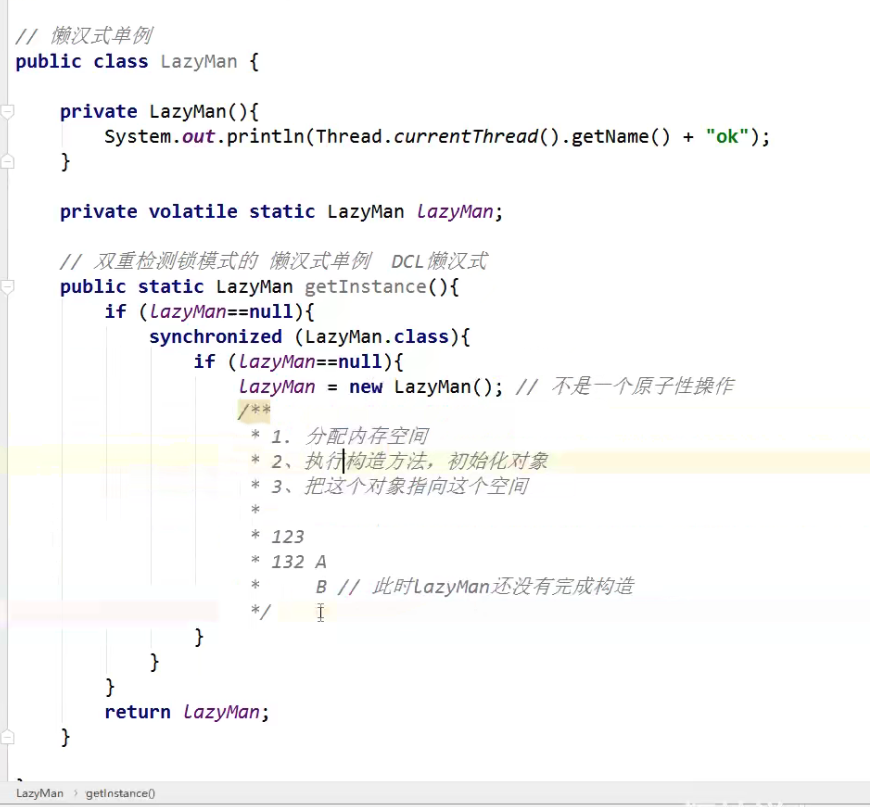 // 懒汉式单例
public class LazyMan {
private LazyMan(){
System.out.println(Thread.currentThread().getName() + "ok");
}
private volatile static LazyMan lazyMan;
// 双重检测锁模式的 懒汉式单例 DCL懒汉式
public static LazyMan getInstance(){
if (lazyMan==null){
synchronized (LazyMan.class){
if (lazyMan==null){
lazyMan = new LazyMan(); // 不是一个原子性操作
/**
* 1. 分配内存空间
* 2、执行构造方法，初始化对象
* 3、把这个对象指向这个空间
*
* 123
* 132 A
* B // 此时lazyMan还没有完成构造
*/
}
}
}
return lazyMan;
}
LazyMan › getInstance()